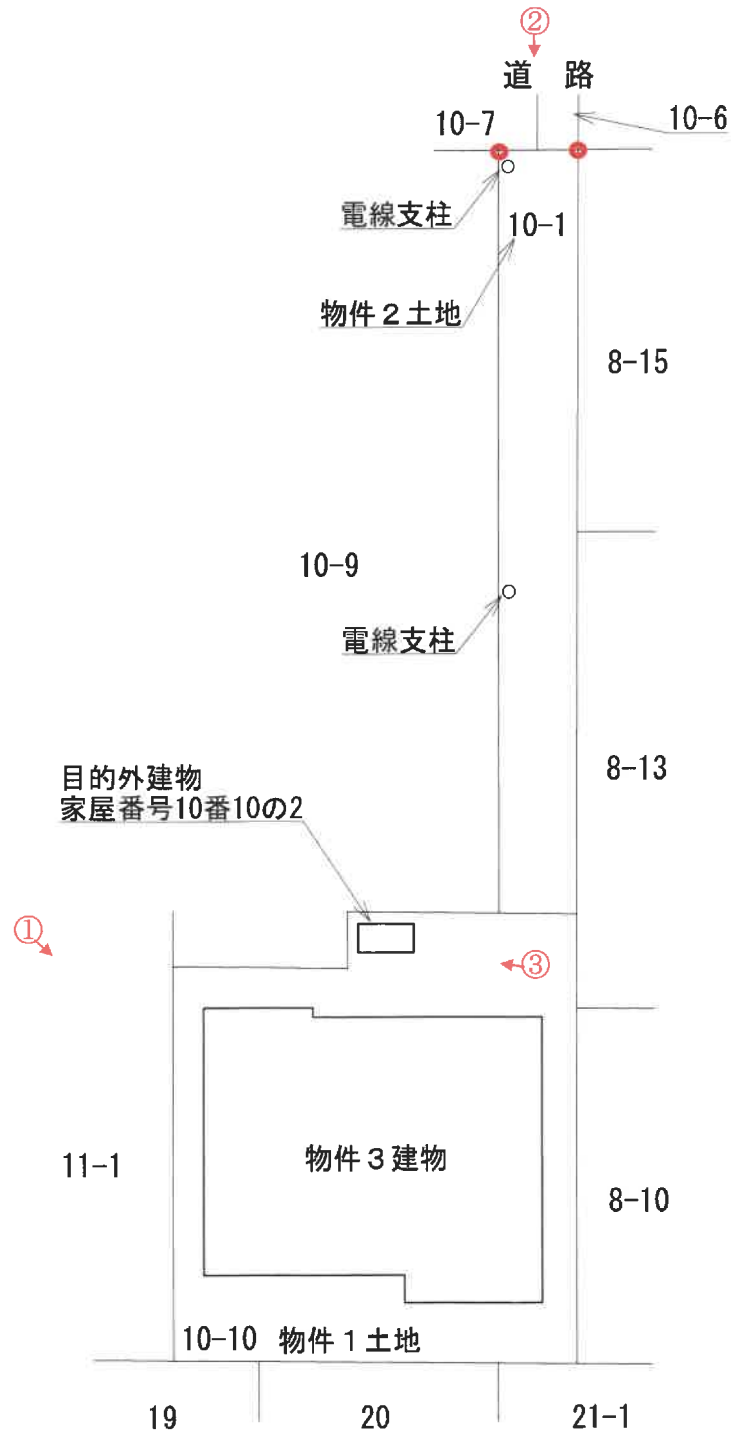 ②
道 路
10-7
10-6
電線支柱
10-1
物件2土地
8-15
10-9
電線支柱
8-13
目的外建物
家屋番号10番10の2
①
③
11-1
物件3建物
8-10
10-10 物件1土地
19
20
21-1